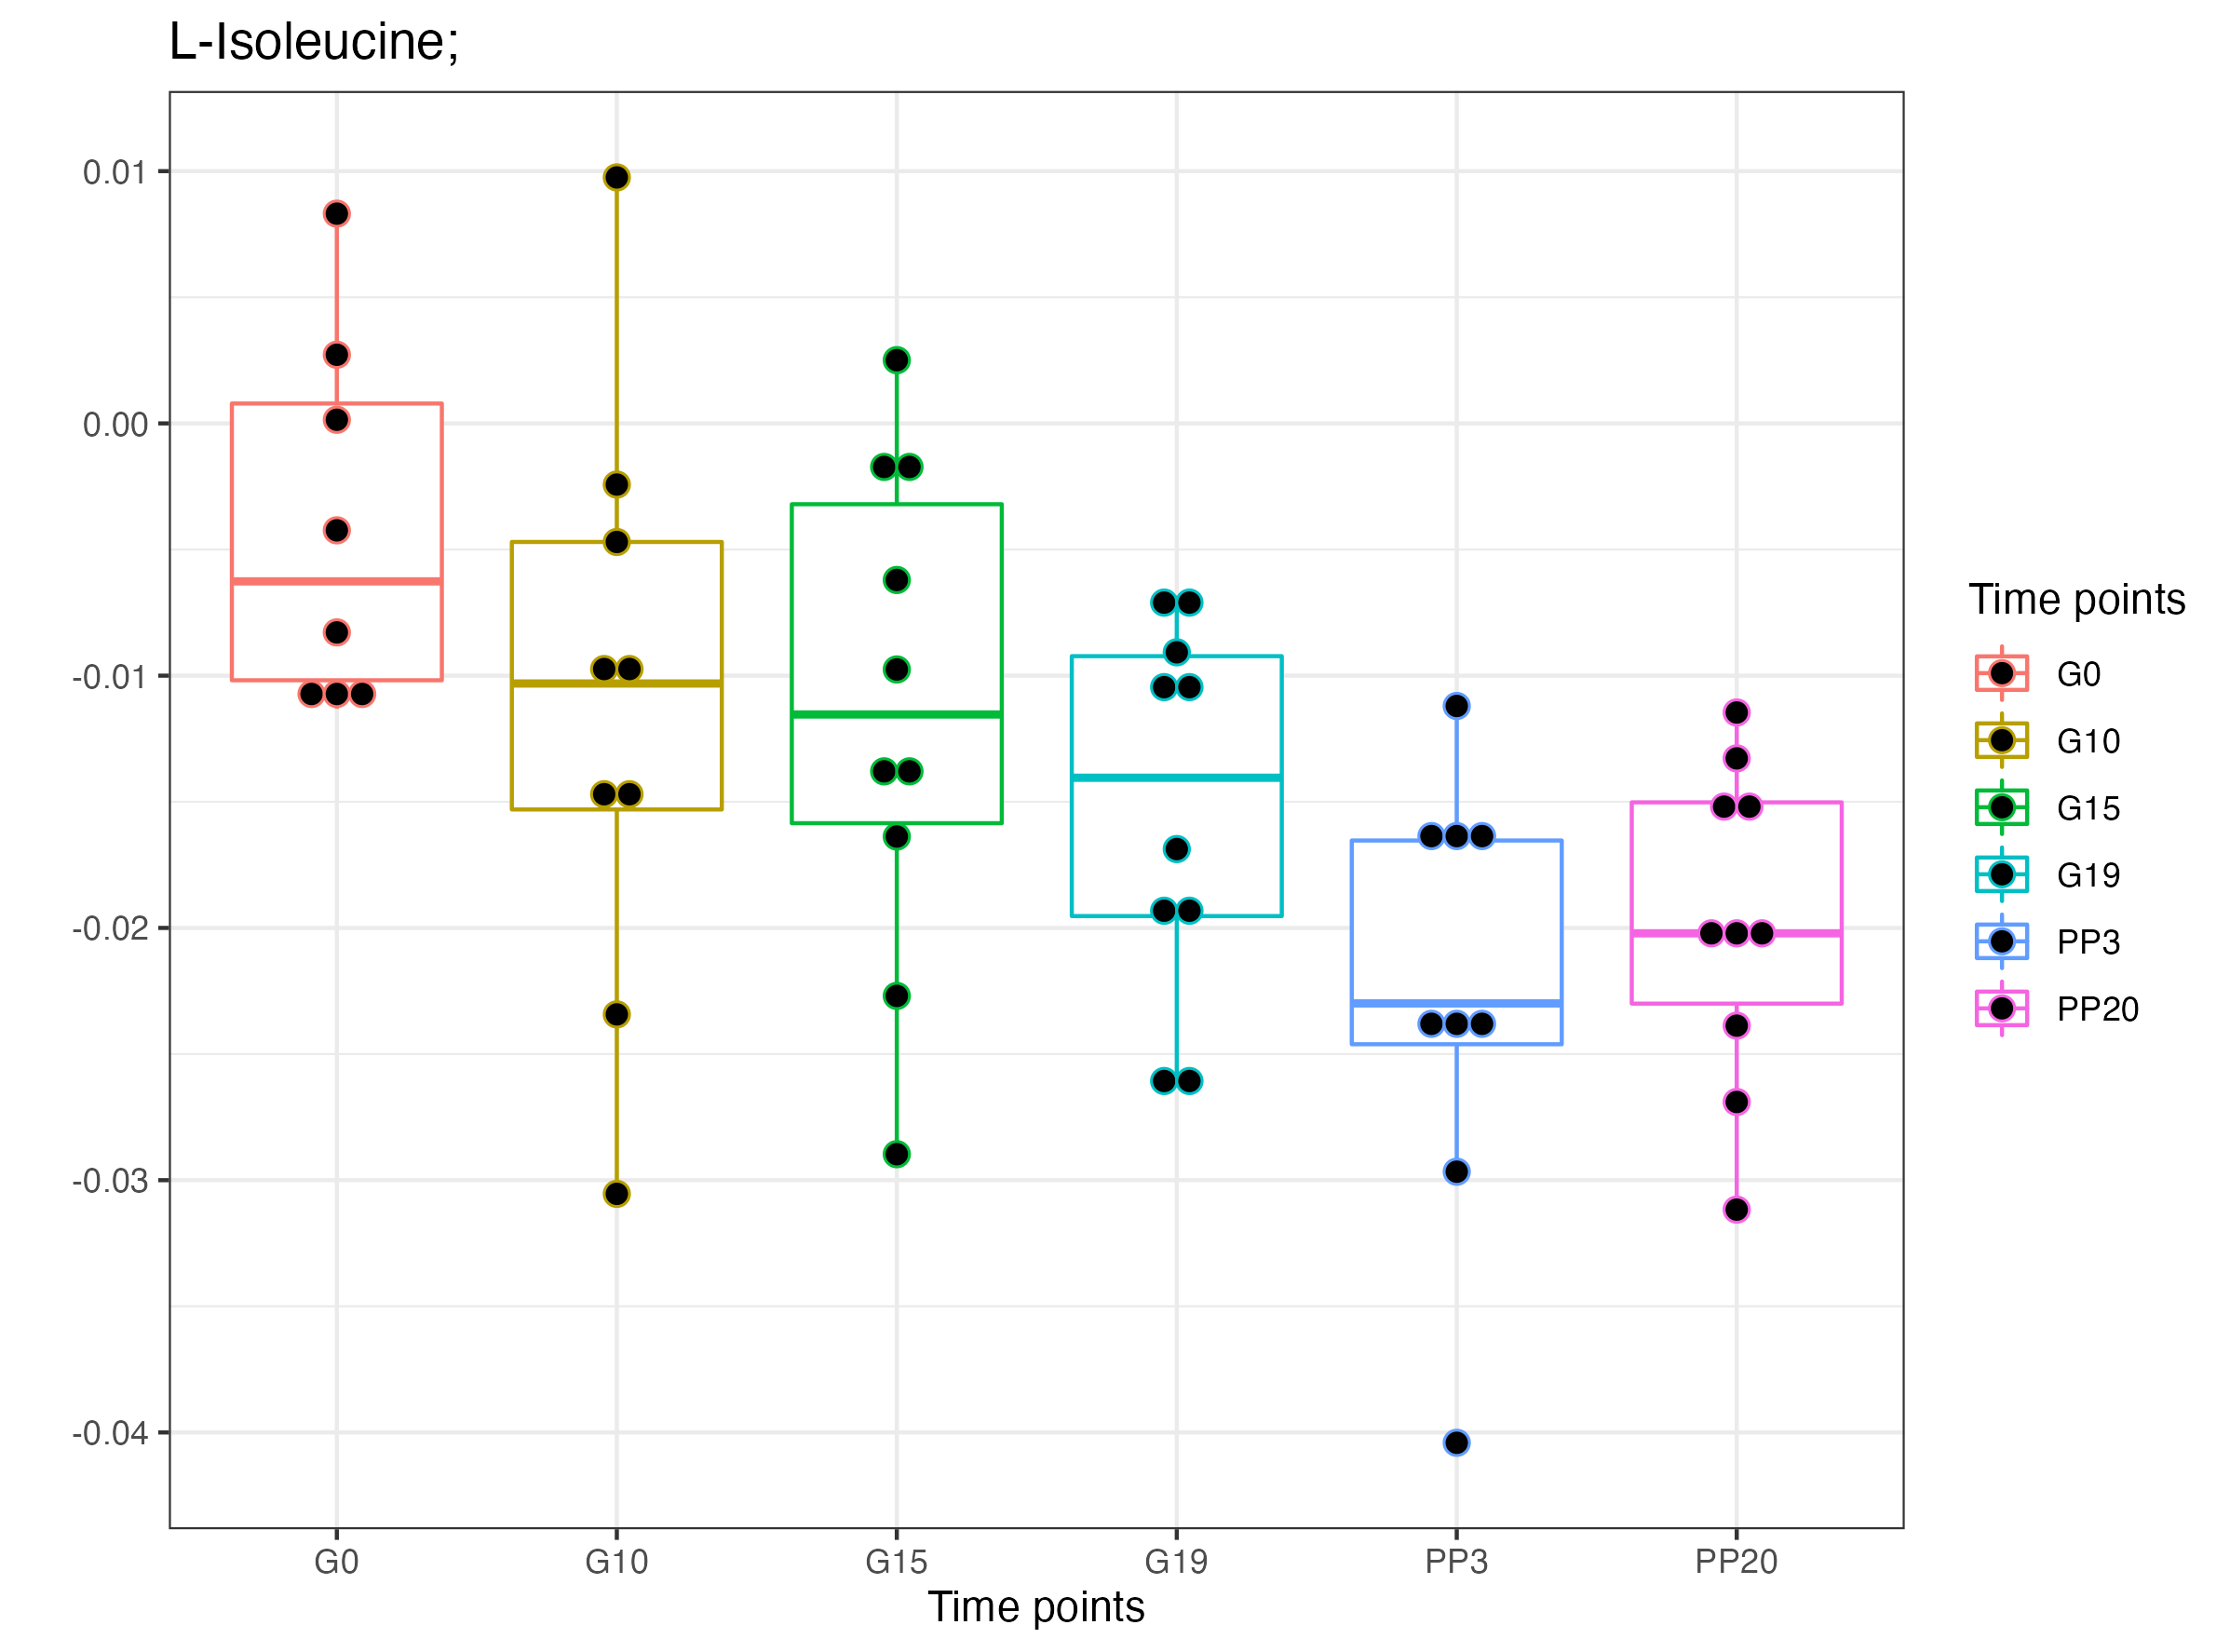 L-Isoleucine;
0.01
0.00
-0.01
-0.02
-0.03
-0.04
G0
G10
G15
G19
PP3
PP20
Time points
Time points
G0
G10
G15
G19
PP3
PP20